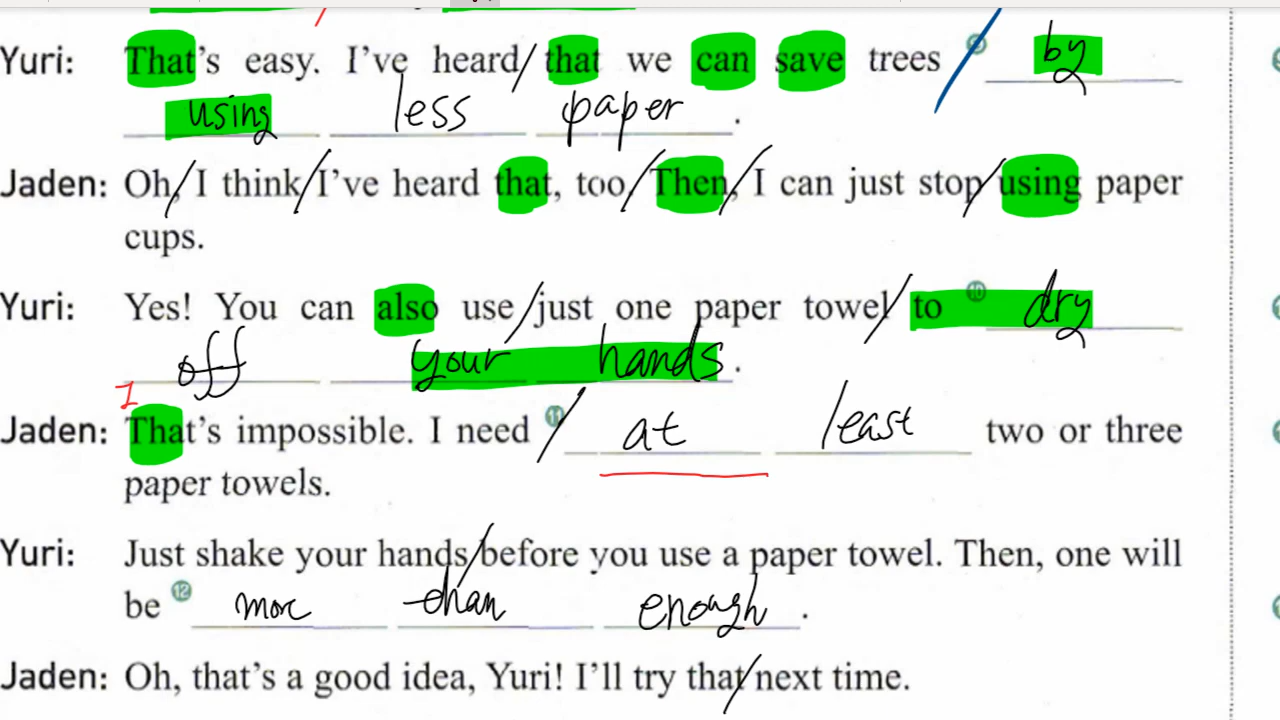 Yuri: That's easy. I've heard/ that we can save trees / ⑨ by
using less paper.
Jaden: Oh,/ I think/ I've heard that, too./ Then,/ I can just stop/ using paper
cups.
Yuri: Yes! You can also use/ just one paper towel/ to ⑩ dry
off your hands.
I
Jaden: That's impossible. I need ⑪/ at least two or three
paper towels.
Yuri: Just shake your hands/ before you use a paper towel. Then, one will
be ⑫ more than enough.
Jaden: Oh, that's a good idea, Yuri! I'll try that/ next time.